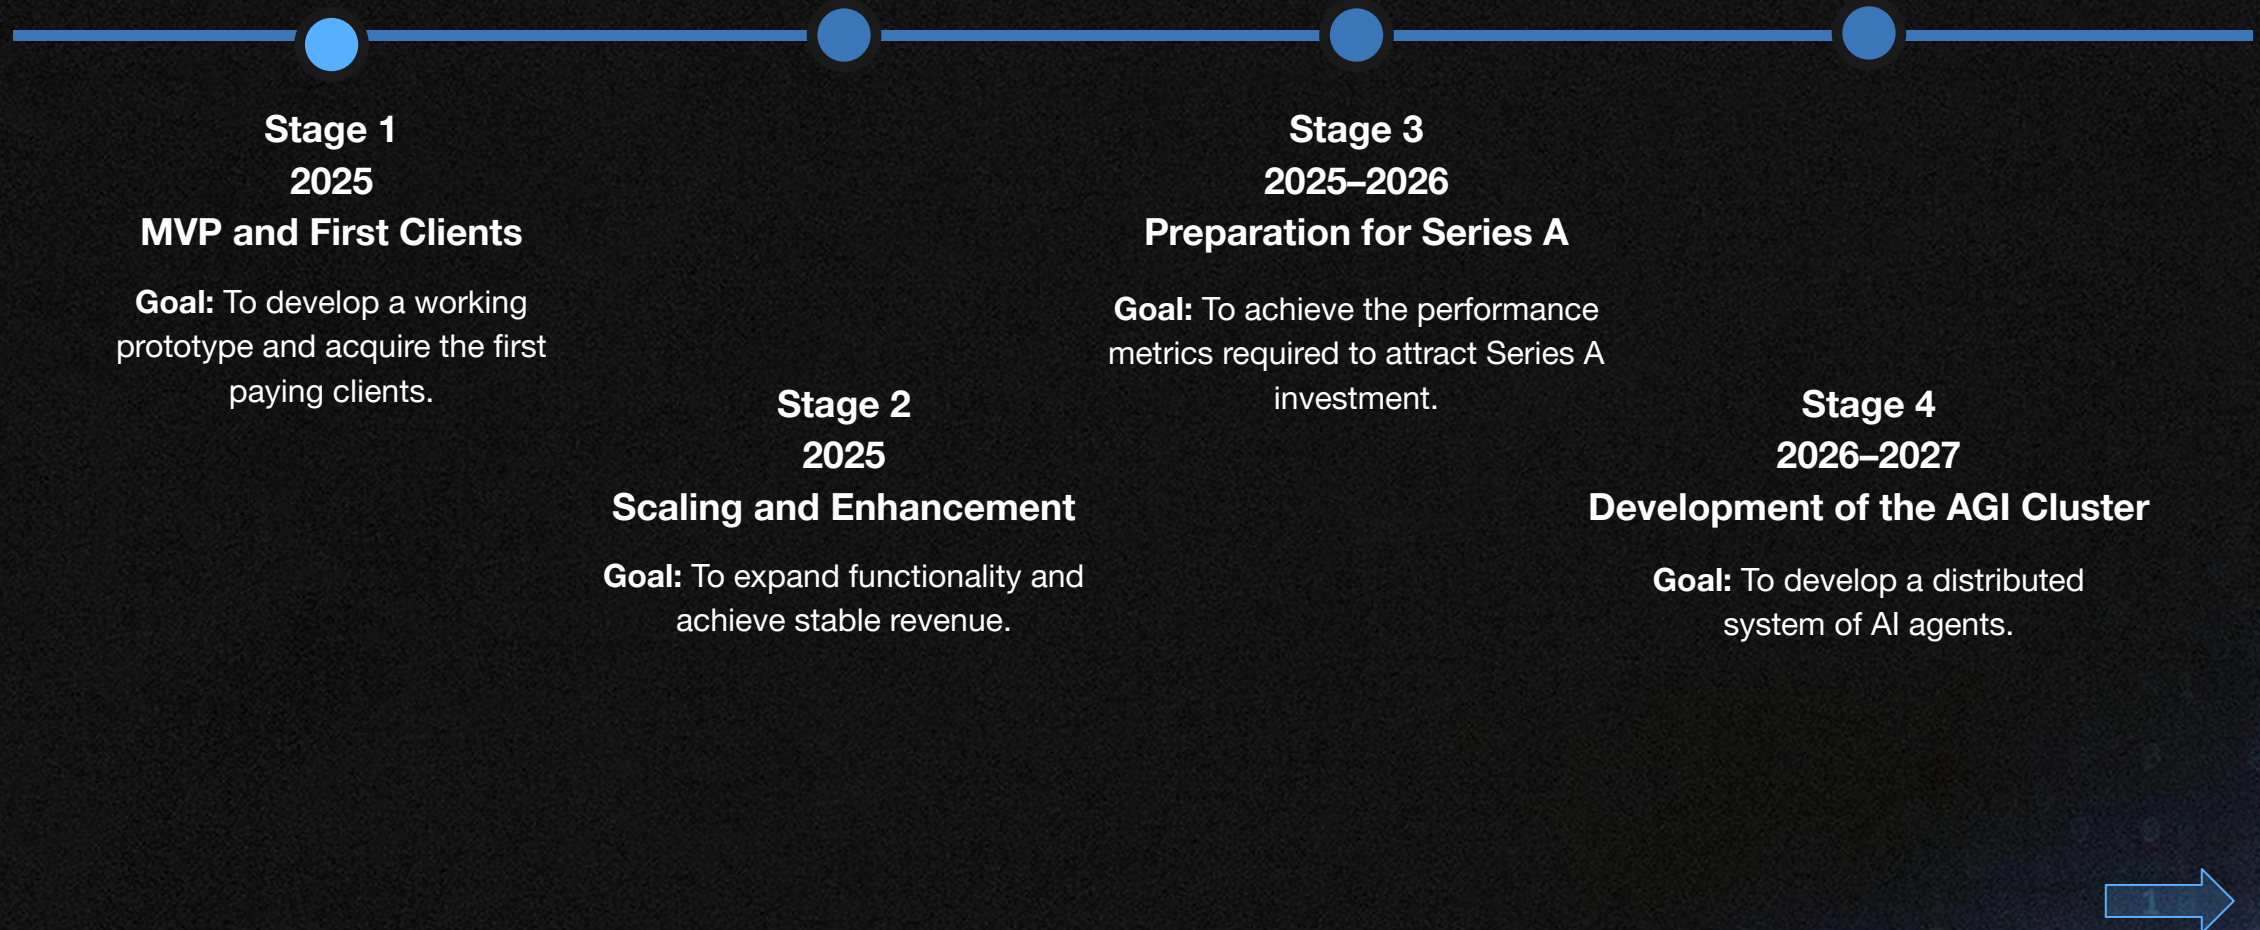 Stage 1
2025
MVP and First Clients
Goal: To develop a working
prototype and acquire the first
paying clients.
Stage 2
2025
Scaling and Enhancement
Goal: To expand functionality and
achieve stable revenue.
Stage 3
2025–2026
Preparation for Series A
Goal: To achieve the performance
metrics required to attract Series A
investment.
Stage 4
2026–2027
Development of the AGI Cluster
Goal: To develop a distributed
system of AI agents.